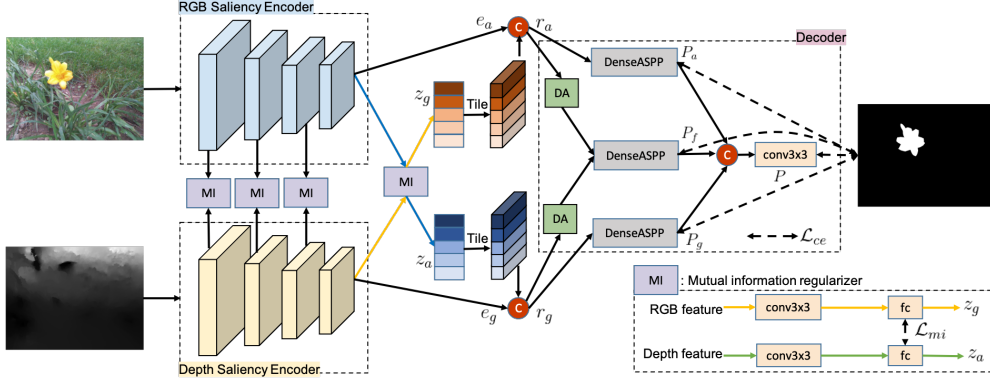 RGB Saliency Encoder
e_a
C
r_a
Decoder
DenseASPP
P_a
z_g
Tile
DA
MI
MI
MI
MI
DenseASPP
P_f
C
conv3x3
P
z_a
Tile
DA
DenseASPP
P_g
L_ce
e_g
C
r_g
Depth Saliency Encoder
MI
: Mutual information regularizer
RGB feature
conv3x3
fc
z_g
L_mi
Depth feature
conv3x3
fc
z_a